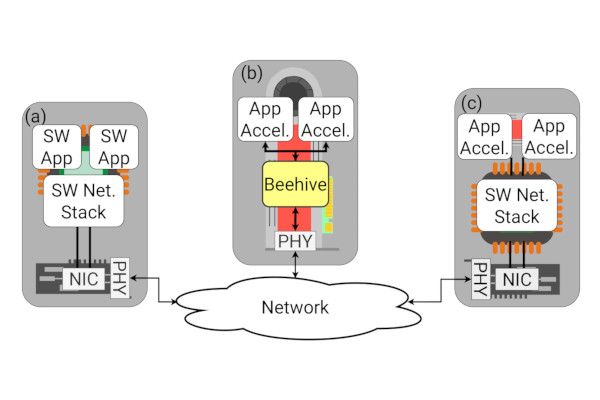 (a)
SW
App
SW
App
SW Net.
Stack
NIC
PHY
(b)
App
Accel.
App
Accel.
Beehive
PHY
(c)
App
Accel.
App
Accel.
SW Net.
Stack
PHY
NIC
Network